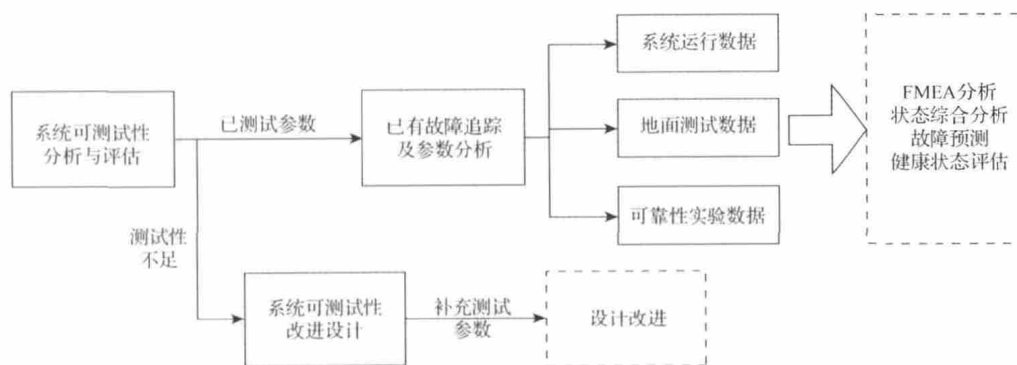 系统可测试性
分析与评估
已测试参数
已有故障追踪
及参数分析
系统运行数据
地面测试数据
可靠性实验数据
FMEA分析
状态综合分析
故障预测
健康状态评估
测试性
不足
系统可测试性
改进设计
补充测试
参数
设计改进